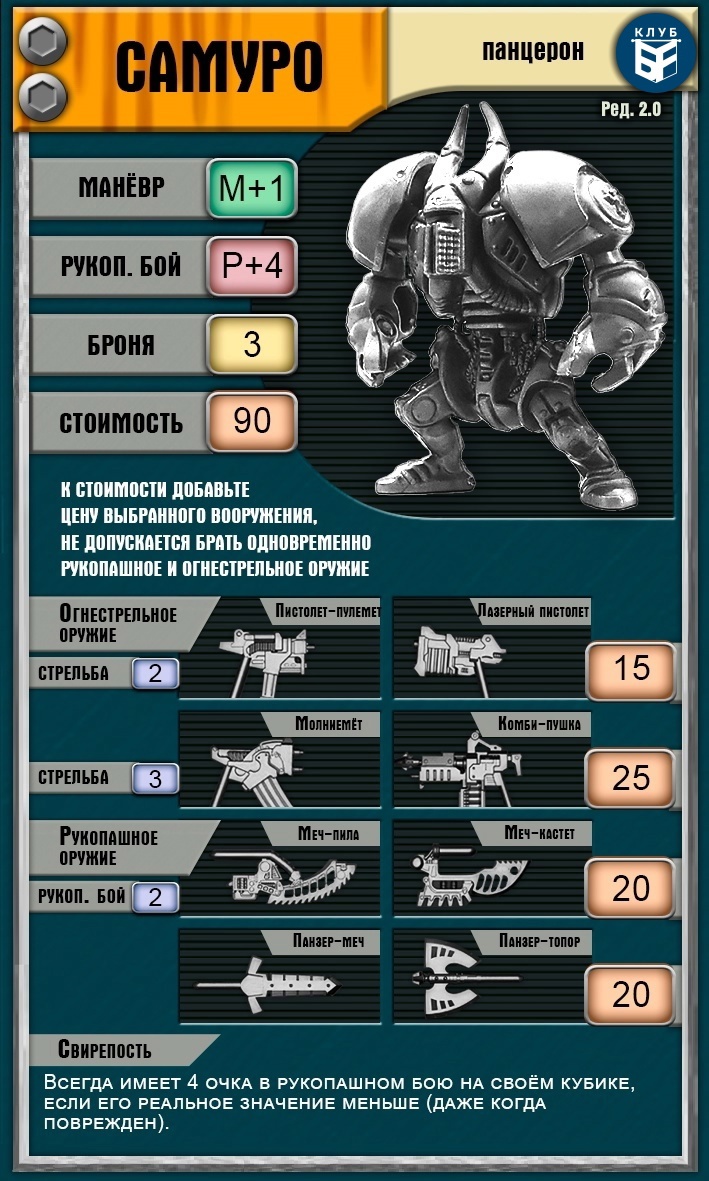 САМУРО
панцерон
КЛУБ
Ред. 2.0
МАНЁВР M+1
РУКОП. БОЙ P+4
БРОНЯ 3
СТОИМОСТЬ 90
К СТОИМОСТИ ДОБАВЬТЕ
ЦЕНУ ВЫБРАННОГО ВООРУЖЕНИЯ,
НЕ ДОПУСКАЕТСЯ БРАТЬ ОДНОВРЕМЕННО
РУКОПАШНОЕ И ОГНЕСТРЕЛЬНОЕ ОРУЖИЕ
Огнестрельное
оружие
Пистолет-пулемет
Лазерный пистолет
СТРЕЛЬБА 2
15
Молниемёт
Комби-пушка
СТРЕЛЬБА 3
25
Рукопашное
оружие
Меч-пила
Меч-кастет
РУКОП. БОЙ 2
20
Панзер-меч
Панзер-топор
20
Свирепость
Всегда имеет 4 очка в рукопашном бою на своём кубике,
если его реальное значение меньше (даже когда
поврежден).